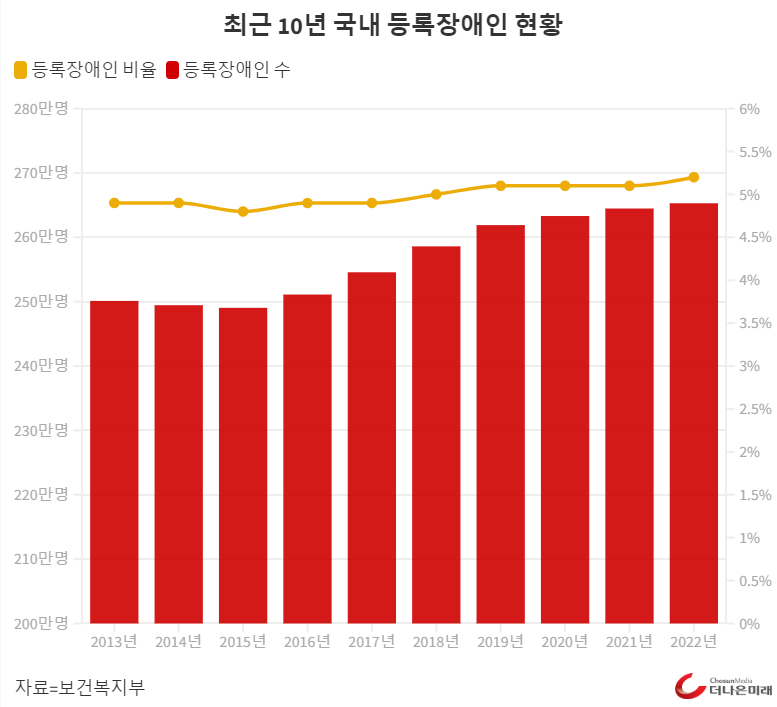 최근 10년 국내 등록장애인 현황
등록장애인 비율 등록장애인 수
280만명
270만명
260만명
250만명
240만명
230만명
220만명
210만명
200만명
6%
5.5%
5%
4.5%
4%
3.5%
3%
2.5%
2%
1.5%
1%
0.5%
0%
2013년 2014년 2015년 2016년 2017년 2018년 2019년 2020년 2021년 2022년
자료=보건복지부
ChosunMedia
더나은미래